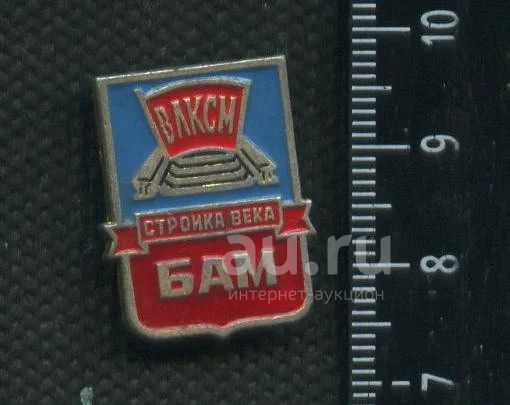 ВЛКСМ
СТРОЙКА ВЕКА
БАМ
au.ru
интернет-аукцион
10
9
8
7